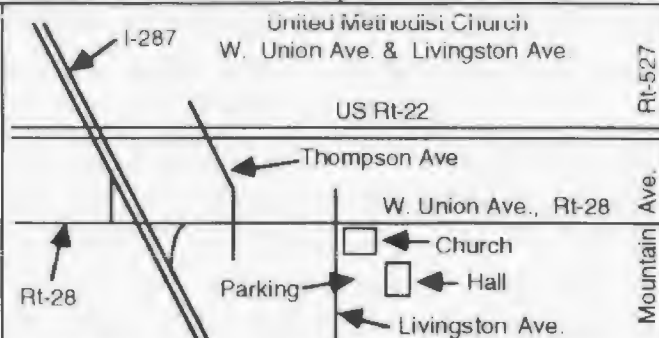 United Methodist Church
W. Union Ave. & Livingston Ave
I-287
Rt-527
US Rt-22
Thompson Ave
W. Union Ave., Rt-28
Mountain Ave.
Church
Rt-28
Parking
Hall
Livingston Ave.